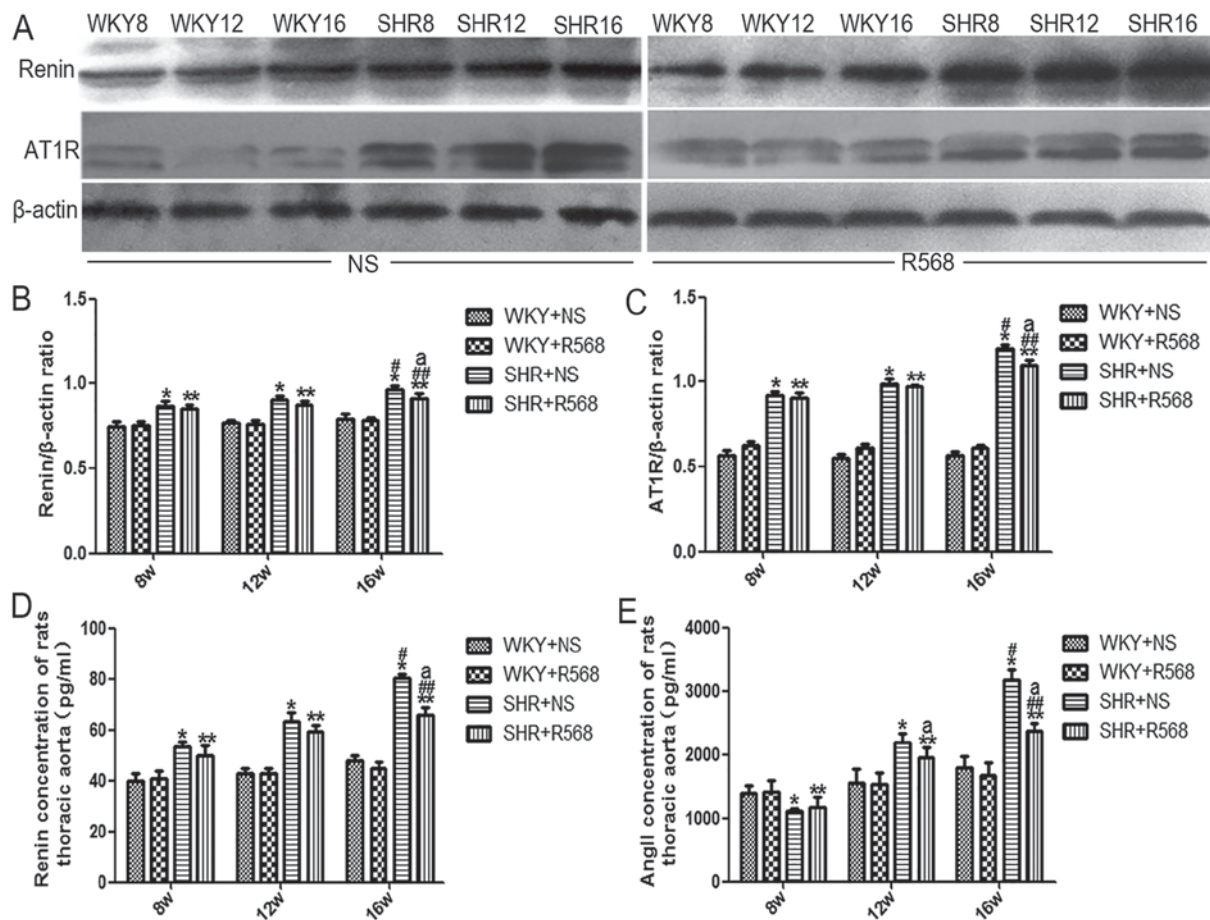 A
WKY8 WKY12 WKY16 SHR8 SHR12 SHR16 WKY8 WKY12 WKY16 SHR8 SHR12 SHR16
Renin
AT1R
β-actin
NS R568
B
Renin/β-actin ratio
1.5
1.0
0.5
0.0
* ** * ** # * a ## **
8w 12w 16w
WKY+NS
WKY+R568
SHR+NS
SHR+R568
C
AT1R/β-actin ratio
1.5
1.0
0.5
0.0
* ** * ** # * a ## **
8w 12w 16w
WKY+NS
WKY+R568
SHR+NS
SHR+R568
D
Renin concentration of rats
thoracic aorta (pg/ml)
100
80
60
40
20
0
* ** * ** # * a ## **
8w 12w 16w
WKY+NS
WKY+R568
SHR+NS
SHR+R568
E
AngII concentration of rats
thoracic aorta (pg/ml)
4000
3000
2000
1000
0
* ** * a ** # * a ## **
8w 12w 16w
WKY+NS
WKY+R568
SHR+NS
SHR+R568